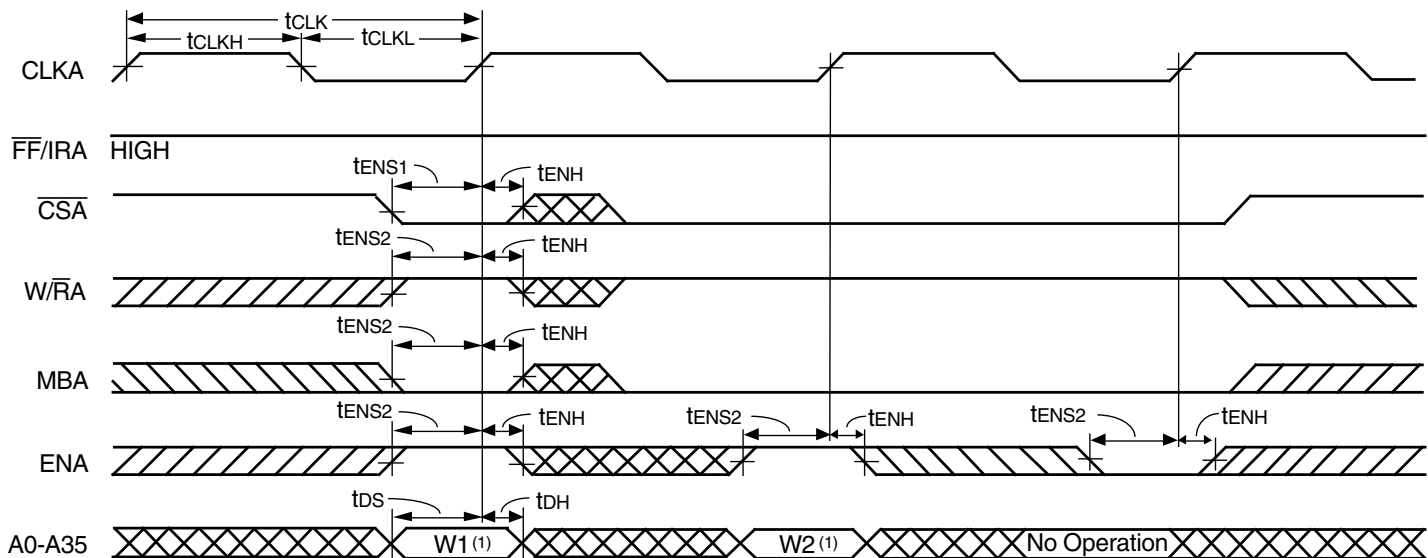 tCLK
tCLKH tCLKL
CLKA
FF/IRA HIGH
tENS1 tENH
CSA
tENS2 tENH
W/RA
tENS2 tENH
MBA
tENS2 tENH tENS2 tENH tENS2 tENH
ENA
tDS tDH
A0-A35 W1(1) W2(1) No Operation